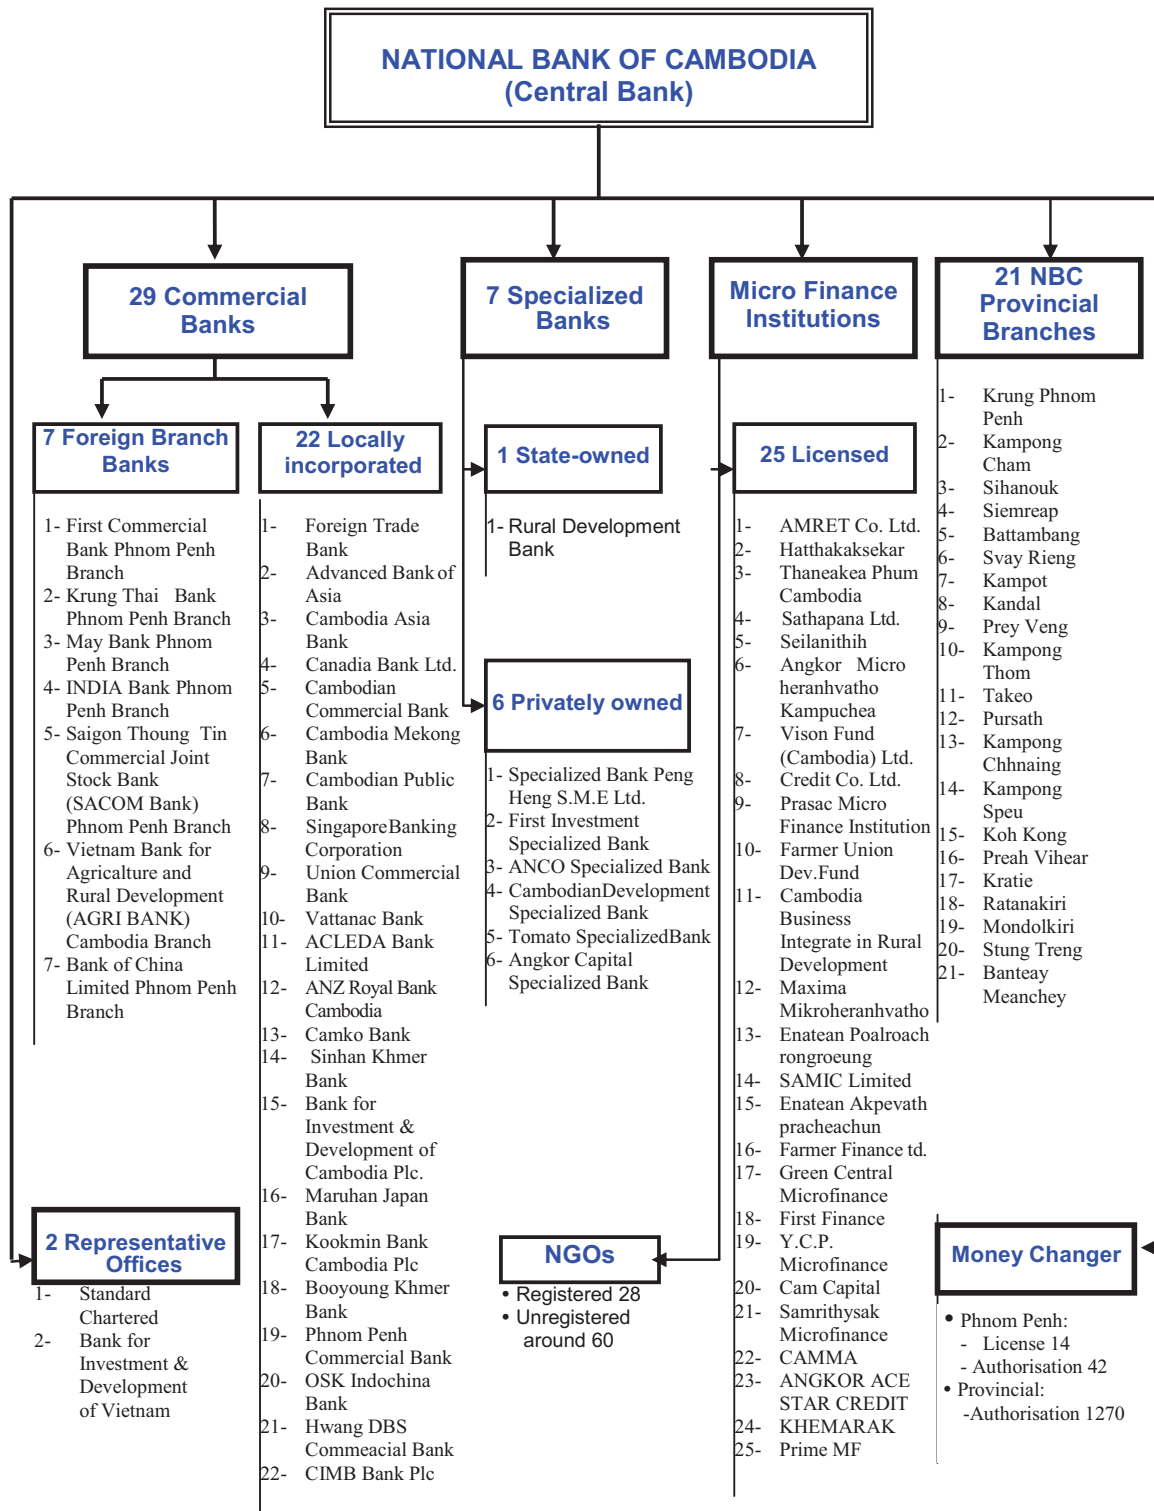 NATIONAL BANK OF CAMBODIA
(Central Bank)
29 Commercial
Banks
7 Foreign Branch
Banks
1- First Commercial
Bank Phnom Penh
Branch
2- Krung Thai Bank
Phnom Penh Branch
3- May Bank Phnom
Penh Branch
4- INDIA Bank Phnom
Penh Branch
5- Saigon Thoung Tin
Commercial Joint
Stock Bank
(SACOM Bank)
Phnom Penh Branch
6- Vietnam Bank for
Agriculture and
Rural Development
(AGRI BANK)
Cambodia Branch
7- Bank of China
Limited Phnom Penh
Branch
2 Representative
Offices
1- Standard
Chartered
2- Bank for
Investment &
Development
of Vietnam
22 Locally
incorporated
1- Foreign Trade
Bank
2- Advanced Bank of
Asia
3- Cambodia Asia
Bank
4- Canadia Bank Ltd.
5- Cambodian
Commercial Bank
6- Cambodia Mekong
Bank
7- Cambodian Public
Bank
8- Singapore Banking
Corporation
9- Union Commercial
Bank
10- Vattanac Bank
11- ACLEDA Bank
Limited
12- ANZ Royal Bank
Cambodia
13- Camko Bank
14- Sinhan Khmer
Bank
15- Bank for
Investment &
Development of
Cambodia Plc.
16- Maruhan Japan
Bank
17- Kookmin Bank
Cambodia Plc
18- Booyoung Khmer
Bank
19- Phnom Penh
Commercial Bank
20- OSK Indochina
Bank
21- Hwang DBS
Commeacial Bank
22- CIMB Bank Plc
7 Specialized
Banks
1 State-owned
1- Rural Development
Bank
6 Privately owned
1- Specialized Bank Peng
Heng S.M.E Ltd.
2- First Investment
Specialized Bank
3- ANCO Specialized Bank
4- CambodianDevelopment
Specialized Bank
5- Tomato SpecializedBank
6- Angkor Capital
Specialized Bank
NGOs
• Registered 28
• Unregistered
around 60
Micro Finance
Institutions
25 Licensed
1- AMRET Co. Ltd.
2- Hatthakaksekar
3- Thaneakea Phum
Cambodia
4- Sathapana Ltd.
5- Seilanithih
6- Angkor Micro
heranhvatho
Kampuchea
7- Vison Fund
(Cambodia) Ltd.
8- Credit Co. Ltd.
9- Prasac Micro
Finance Institution
10- Farmer Union
Dev.Fund
11- Cambodia
Business
Integrate in Rural
Development
12- Maxima
Mikroheranhvatho
13- Enatean Poalroach
rongroeung
14- SAMIC Limited
15- Enatean Akpevath
pracheachun
16- Farmer Finance td.
17- Green Central
Microfinance
18- First Finance
19- Y.C.P.
Microfinance
20- Cam Capital
21- Samrithysak
Microfinance
22- CAMMA
23- ANGKOR ACE
STAR CREDIT
24- KHEMARAK
25- Prime MF
21 NBC
Provincial
Branches
1- Krung Phnom
Penh
2- Kampong
Cham
3- Sihanouk
4- Siemreap
5- Battambang
6- Svay Rieng
7- Kampot
8- Kandal
9- Prey Veng
10- Kampong
Thom
11- Takeo
12- Pursath
13- Kampong
Chhnaing
14- Kampong
Speu
15- Koh Kong
16- Preah Vihear
17- Kratie
18- Ratanakiri
19- Mondolkiri
20- Stung Treng
21- Banteay
Meanchey
Money Changer
• Phnom Penh:
- License 14
- Authorisation 42
• Provincial:
-Authorisation 1270